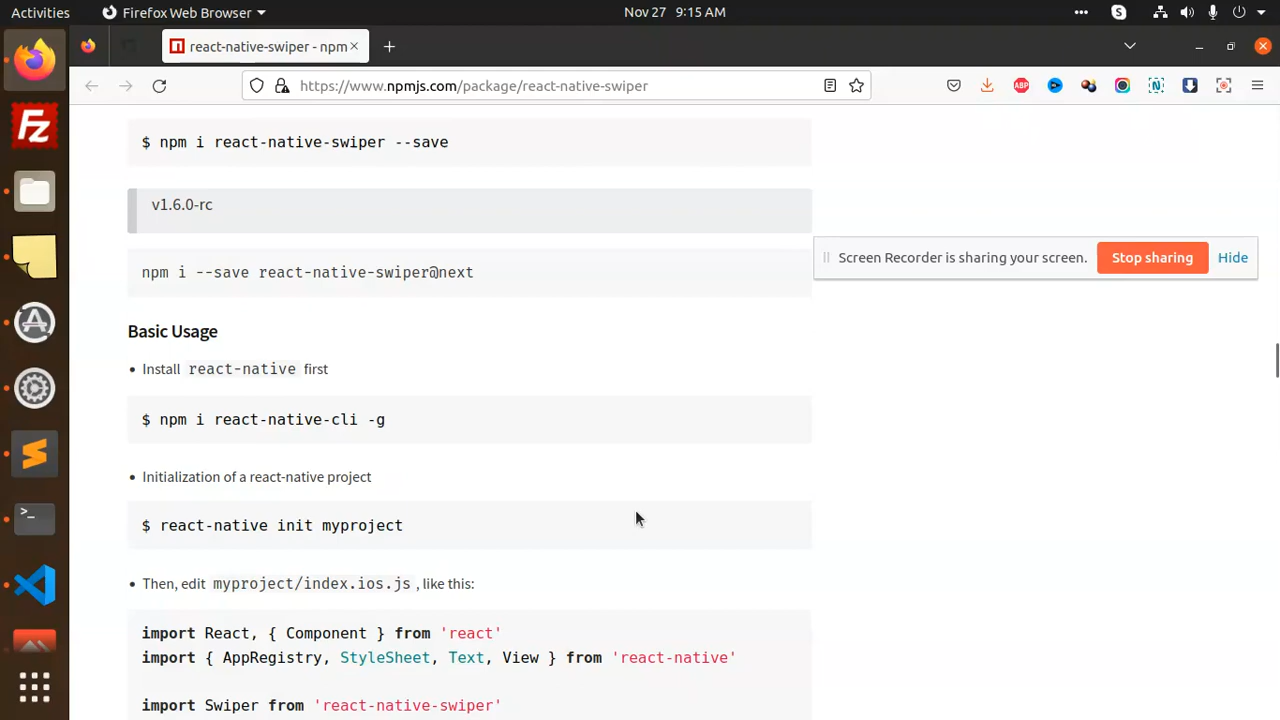 Activities
Firefox Web Browser
Nov 27 9:15 AM
react-native-swiper - npm
https://www.npmjs.com/package/react-native-swiper
ABP
$ npm i react-native-swiper --save
v1.6.0-rc
npm i --save react-native-swiper@next
Screen Recorder is sharing your screen.
Stop sharing
Hide
Basic Usage
• Install react-native first
$ npm i react-native-cli -g
• Initialization of a react-native project
$ react-native init myproject
• Then, edit myproject/index.ios.js , like this:
import React, { Component } from 'react'
import { AppRegistry, StyleSheet, Text, View } from 'react-native'
import Swiper from 'react-native-swiper'